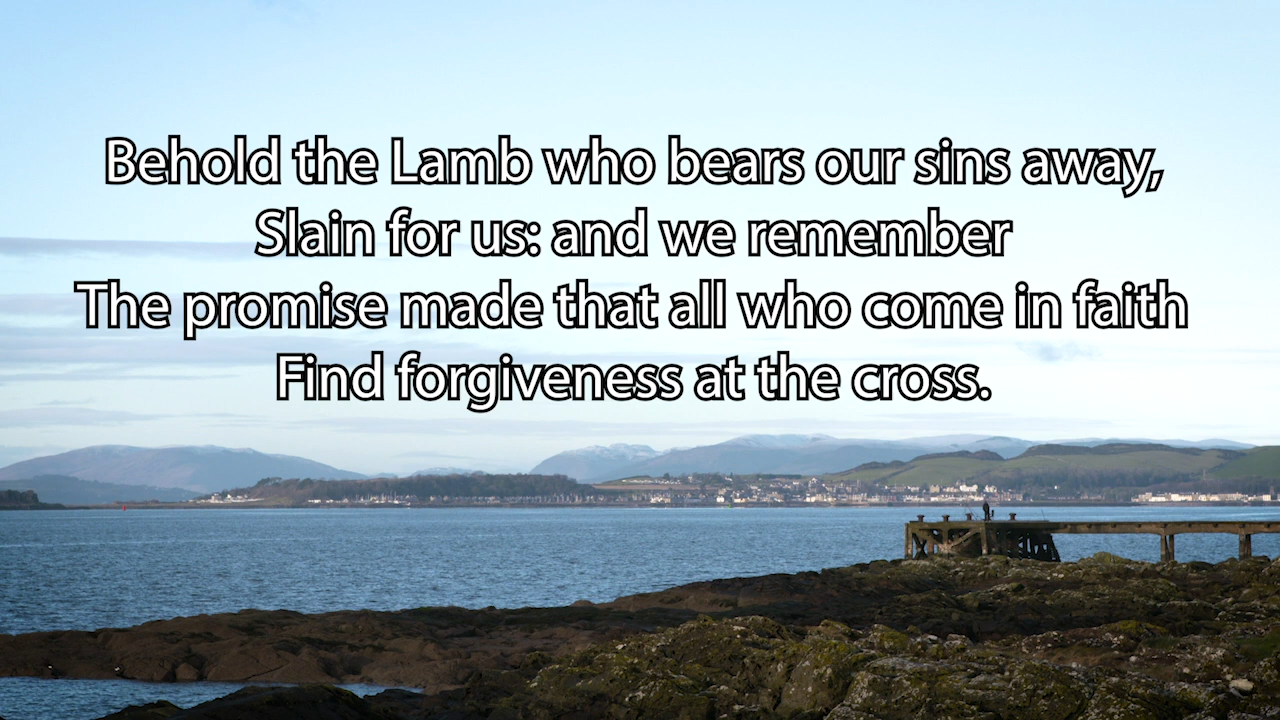 Behold the Lamb who bears our sins away,
Slain for us: and we remember
The promise made that all who come in faith
Find forgiveness at the cross.